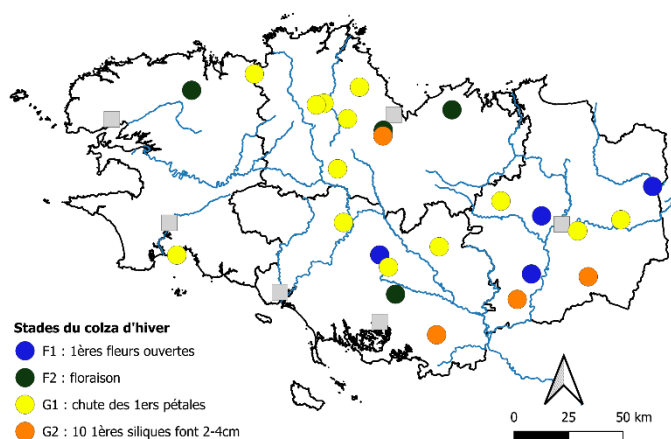 Stades du colza d'hiver
F1 : 1ères fleurs ouvertes
F2 : floraison
G1 : chute des 1ers pétales
G2 : 10 1ères siliques font 2-4cm
0 25 50 km